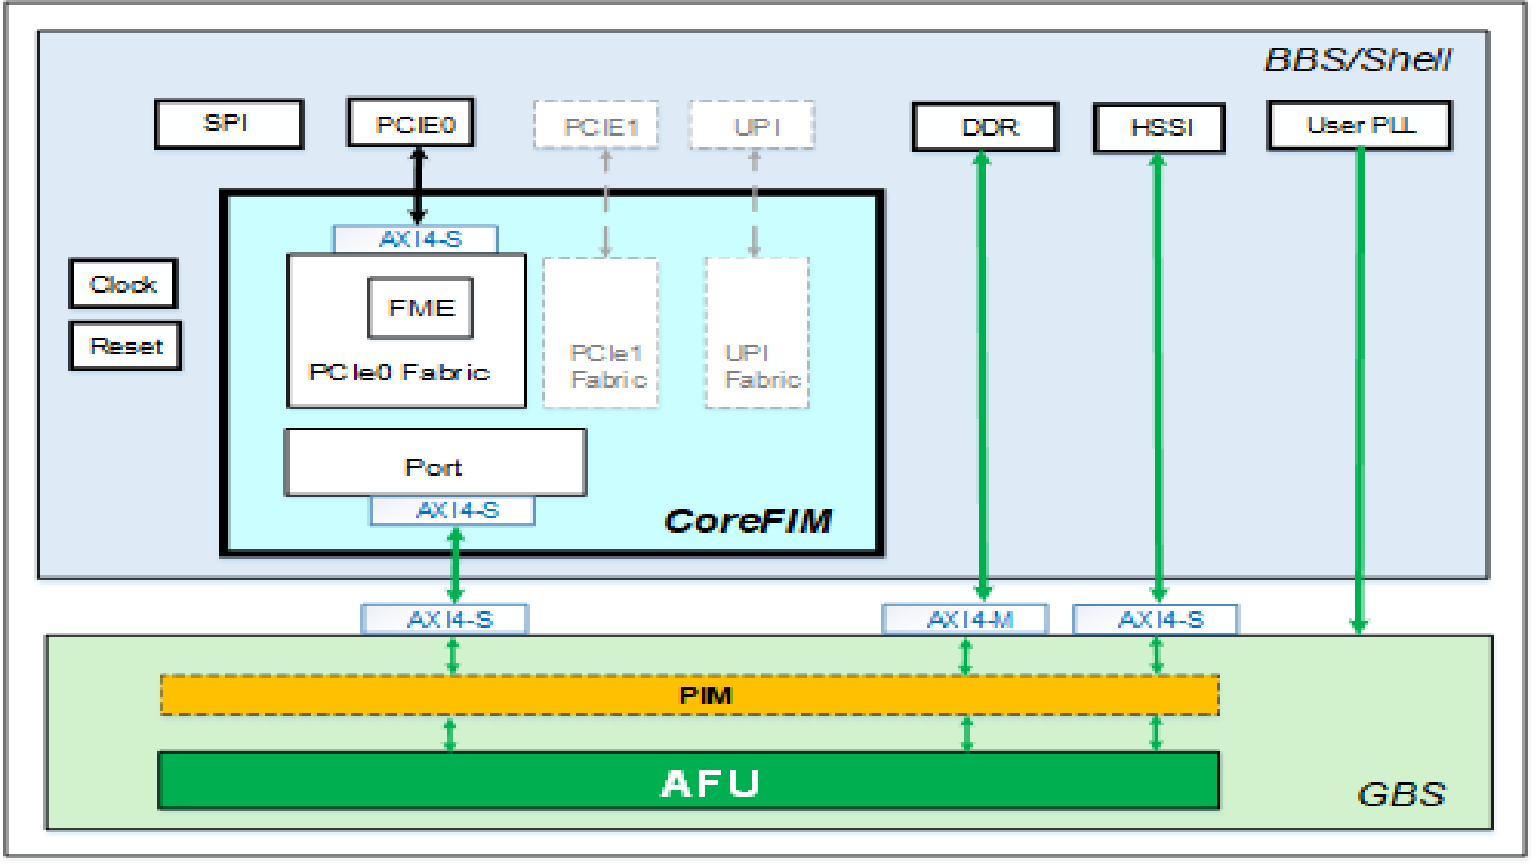 BBS/Shell
SPI
PCIE0
PCIE1
UPI
DDR
HSSI
User PLL
AXI4-S
Clock
FME
Reset
PCIe0 Fabric
PCIe1
Fabric
UPI
Fabric
Port
AXI4-S
CoreFIM
AXI4-S
AXI4-M
AXI4-S
PIM
AFU
GBS